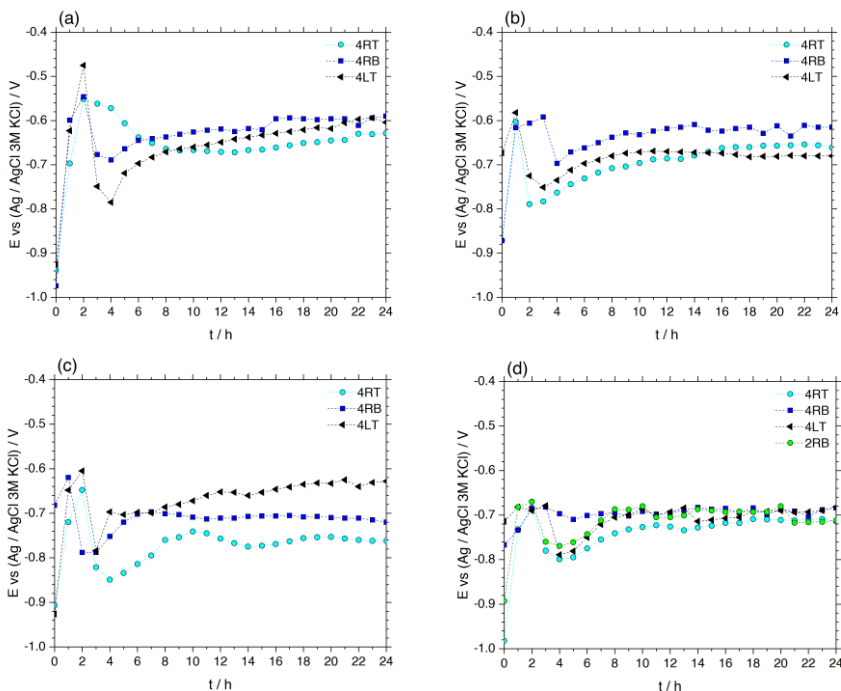 (a)
-0.4
-0.5
-0.6
-0.7
-0.8
-0.9
-1.0
E vs (Ag / AgCl 3M KCl) / V
4RT
4RB
4LT
0 2 4 6 8 10 12 14 16 18 20 22 24
t / h
(b)
-0.4
-0.5
-0.6
-0.7
-0.8
-0.9
-1.0
E vs (Ag / AgCl 3M KCl) / V
4RT
4RB
4LT
0 2 4 6 8 10 12 14 16 18 20 22 24
t / h
(c)
-0.4
-0.5
-0.6
-0.7
-0.8
-0.9
-1.0
E vs (Ag / AgCl 3M KCl) / V
4RT
4RB
4LT
0 2 4 6 8 10 12 14 16 18 20 22 24
t / h
(d)
-0.4
-0.5
-0.6
-0.7
-0.8
-0.9
-1.0
E vs (Ag / AgCl 3M KCl) / V
4RT
4RB
4LT
2RB
0 2 4 6 8 10 12 14 16 18 20 22 24
t / h